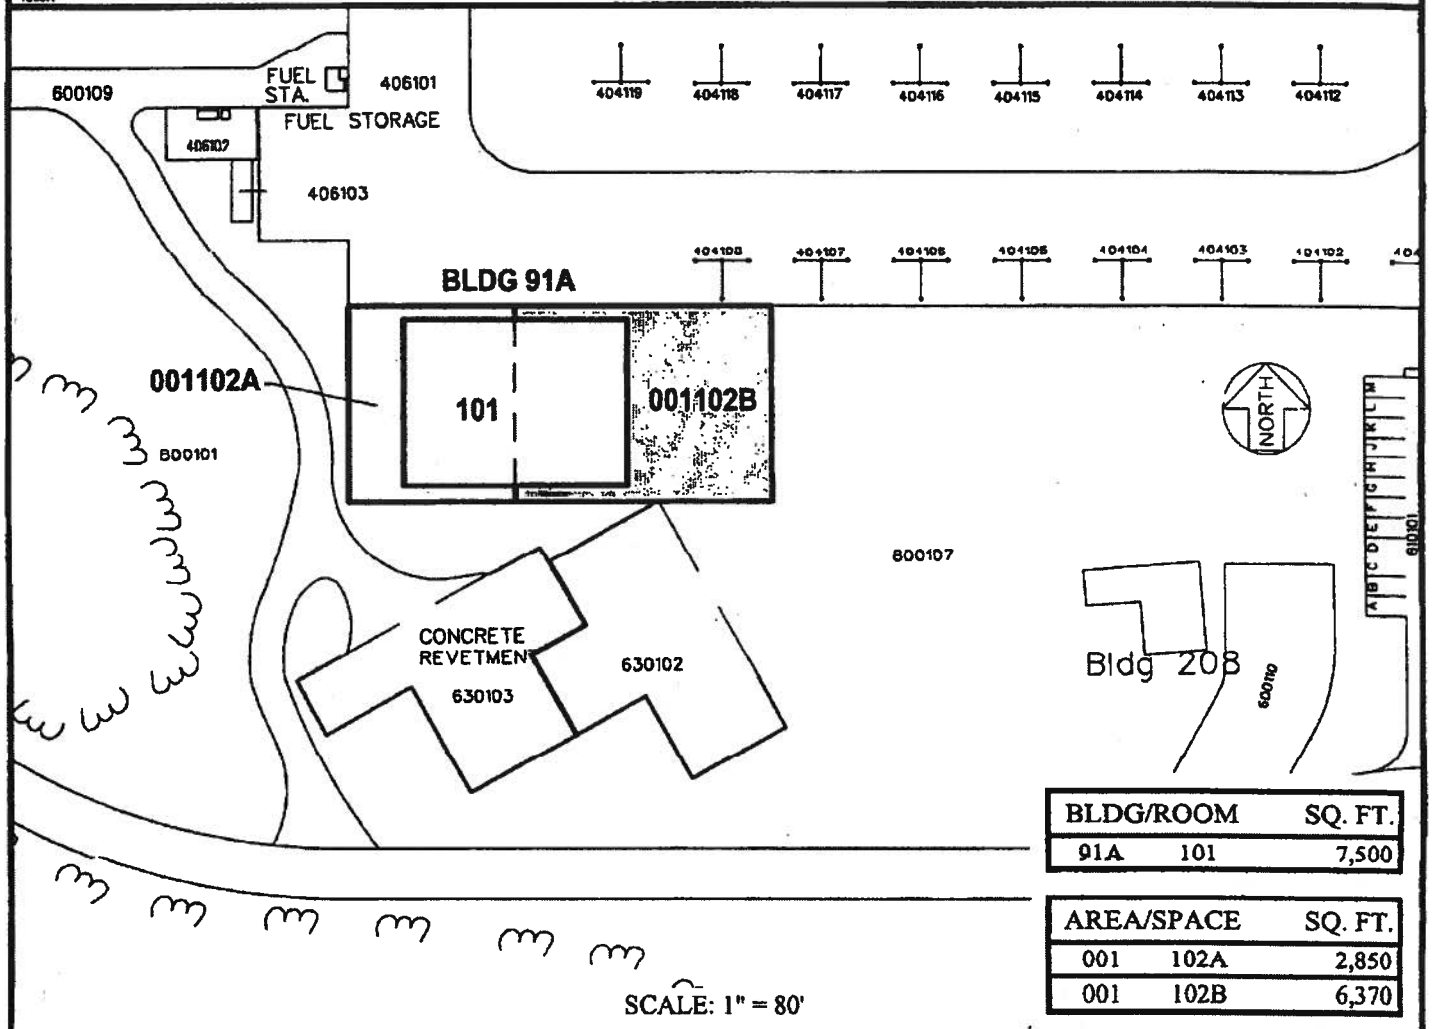 404119 404118 404117 404116 404115 404114 404113 404112
600109
FUEL
STA.
406101
FUEL STORAGE
406102
406103
404107 404106 404105 404104 404103 404102
BLDG 91A
001102A
101
001102B
NORTH
M
L
K
J
H
G
F
E
D
C
B
A
610101
800101
800107
CONCRETE
REVETMENT
630102
630103
Bldg 208
600110
BLDG/ROOM SQ. FT.
91A 101 7,500
AREA/SPACE SQ. FT.
001 102A 2,850
001 102B 6,370
SCALE: 1" = 80'